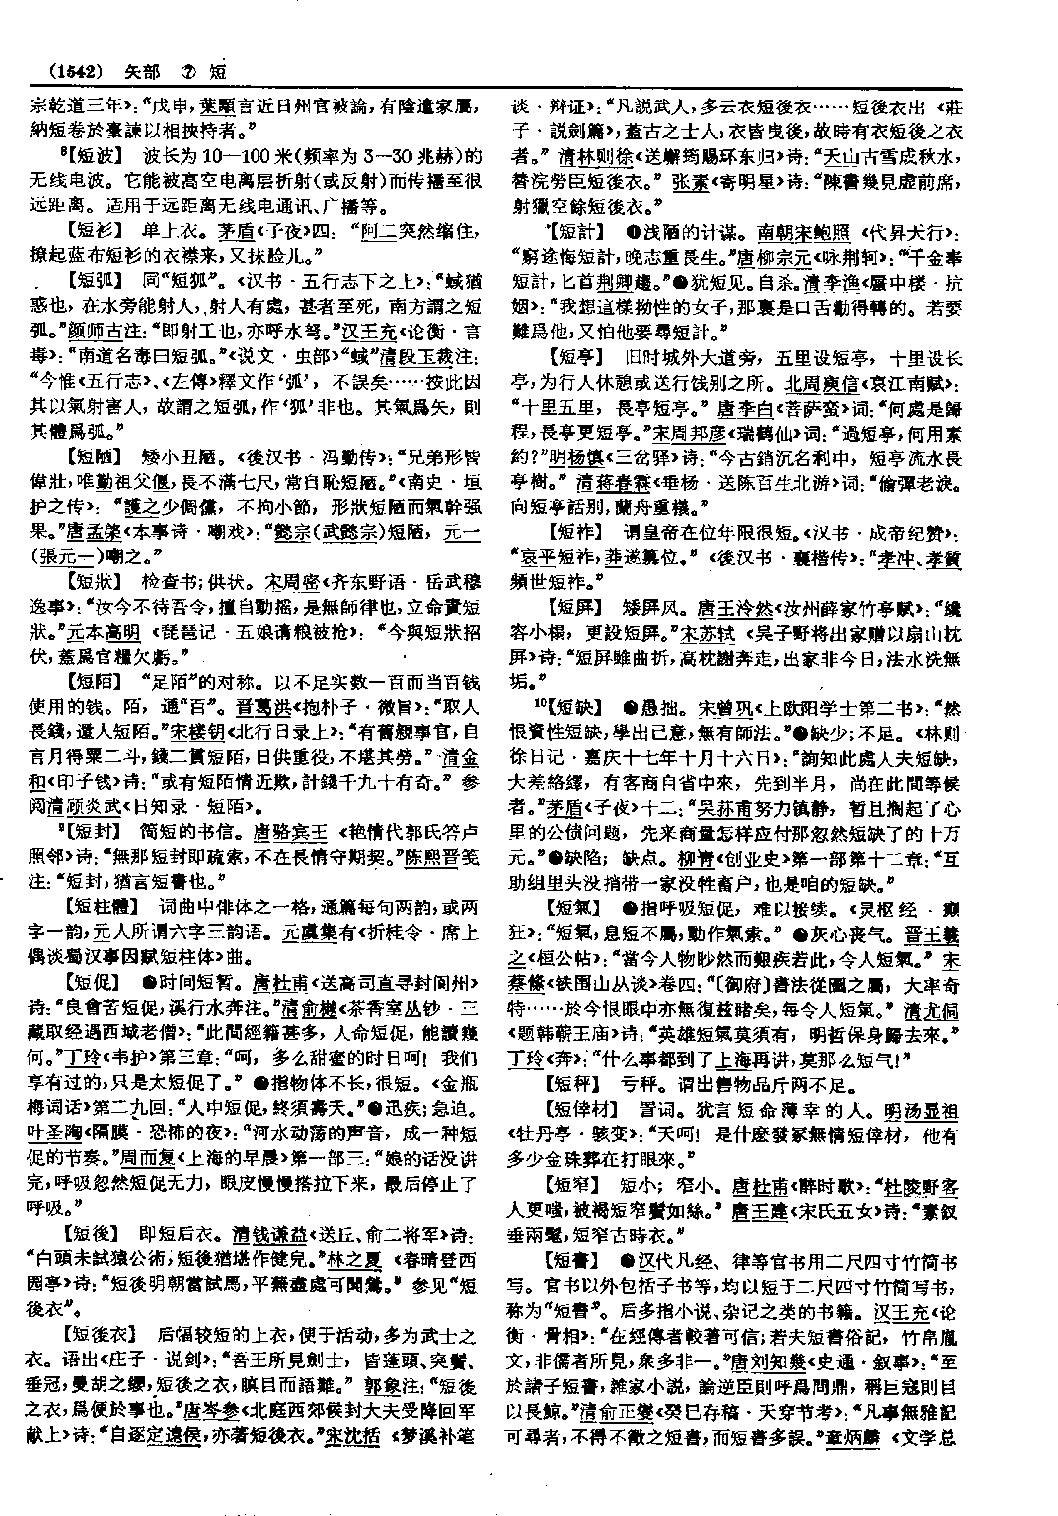 (1542) 矢部 ⑦ 短
宗乾道三年》：“戊申，葉顒言近日州官被論，有陰遣家屬，
納短卷於臺諫以相挾持者。”
⁸【短波】 波长为10—100米(频率为3—30兆赫)的
无线电波。它能被高空电离层折射(或反射)而传播至很
远距离。适用于远距离无线电通讯、广播等。
【短衫】 单上衣。茅盾《子夜》四：“阿二突然缩住，
撩起蓝布短衫的衣襟来，又抹脸儿。”
【短弧】 同“短狐”。《汉书·五行志下之上》：“蜮猶
惑也，在水旁能射人，射人有處，甚者至死，南方謂之短
弧。”颜师古注：“即射工也，亦呼水弩。”汉王充《论衡·言
毒》：“南道名毒曰短弧。”《说文·虫部》“蜮”清段玉裁注：
“今惟《五行志》、《左傳》釋文作‘弧’，不誤矣……按此因
其以氣射害人，故謂之短弧，作‘狐’非也。其氣爲矢，則
其體爲弧。”
【短陋】 矮小丑陋。《後汉书·冯勤传》：“兄弟形皆
偉壯，唯勤祖父偃，長不滿七尺，常自恥短陋。”《南史·垣
护之传》：“護之少倜儻，不拘小節，形狀短陋而氣幹强
果。”唐孟棨《本事诗·嘲戏》：“懿宗(武懿宗)短陋，元一
(張元一)嘲之。”
【短狀】 检查书；供状。宋周密《齐东野语·岳武穆
逸事》：“汝今不待吾令，擅自動摇，是無師律也，立命責短
狀。”元本高明《琵琶记·五娘请粮被抢》：“今與短狀招
伏，蓋爲官糧欠虧。”
【短陌】 “足陌”的对称。以不足实数一百而当百钱
使用的钱。陌，通“百”。晋葛洪《抱朴子·微旨》：“取人
長錢，還人短陌。”宋楼钥《北行日录上》：“有舊親事官，自
言月得粟二斗，錢二貫短陌，日供重役，不堪其勞。”清金
和《印子钱》诗：“或有短陌情近欺，計錢千九十有奇。”参
阅清顾炎武《日知录·短陌》。
⁹【短封】 简短的书信。唐骆宾王《艳情代郭氏答卢
照邻》诗：“無那短封即疏索，不在長情守期契。”陈熙晋笺
注：“短封，猶言短書也。”
【短柱體】 词曲中俳体之一格，通篇每句两韵，或两
字一韵，元人所谓六字三韵语。元虞集有《折桂令·席上
偶谈蜀汉事因赋短柱体》曲。
【短促】 ❶时间短暂。唐杜甫《送高司直寻封阆州》
诗：“良會苦短促，溪行水奔注。”清俞樾《茶香室丛钞·三
藏取经遇西域老僧》：“此間經籍甚多，人命短促，能讀幾
何。”丁玲《韦护》第三章：“呵，多么甜蜜的时日呵！我们
享有过的，只是太短促了。”❷指物体不长，很短。《金瓶
梅词话》第二九回：“人中短促，終須壽夭。”❸迅疾；急迫。
叶圣陶《隔膜·恐怖的夜》：“河水动荡的声音，成一种短
促的节奏。”周而复《上海的早晨》第一部三：“娘的话没讲
完，呼吸忽然短促无力，眼皮慢慢搭拉下来，最后停止了
呼吸。”
【短後】 即短后衣。清钱谦益《送丘、俞二将军》诗：
“白頭未試猿公術，短後猶堪作健兒。”林之夏《春晴登西
园亭》诗：“短後明朝當試馬，平蕪盡處可聞鶯。”参见“短
後衣”。
【短後衣】 后幅较短的上衣，便于活动，多为武士之
衣。语出《庄子·说剑》：“吾王所見劍士，皆蓬頭、突鬢、
垂冠，曼胡之纓，短後之衣，瞋目而語難。”郭象注：“短後
之衣，爲便於事也。”唐岑参《北庭西郊候封大夫受降回军
献上》诗：“自逐定遠侯，亦著短後衣。”宋沈括《梦溪补笔
谈·辩证》：“凡説武人，多云衣短後衣……短後衣出《莊
子·説劍篇》，蓋古之士人，衣皆曳後，故時有衣短後之衣
者。”清林则徐《送嶰筠赐环东归》诗：“天山古雪成秋水，
替浣勞臣短後衣。”张素《寄明星》诗：“陳書幾見虚前席，
射獵空餘短後衣。”
【短計】 ❶浅陋的计谋。南朝宋鲍照《代昇天行》：
“窮途悔短計，晚志重長生。”唐柳宗元《咏荆轲》：“千金奉
短計，匕首荆卿趨。”❷犹短见。自杀。清李渔《蜃中楼·抗
姻》：“我想這樣拗性的女子，那裏是口舌勸得轉的。若要
難爲他，又怕他要尋短計。”
【短亭】 旧时城外大道旁，五里设短亭，十里设长
亭，为行人休憩或送行饯别之所。北周庾信《哀江南赋》：
“十里五里，長亭短亭。”唐李白《菩萨蛮》词：“何處是歸
程，長亭更短亭。”宋周邦彦《瑞鹤仙》词：“過短亭，何用素
約？”明杨慎《三岔驿》诗：“今古銷沉名利中，短亭流水長
亭樹。”清蒋春霖《垂杨·送陈百生北游》词：“偷彈老淚。
向短亭話别，蘭舟重檥。”
【短祚】 谓皇帝在位年限很短。《汉书·成帝纪赞》：
“哀平短祚，莽遂篡位。”《後汉书·襄楷传》：“孝冲、孝質
頻世短祚。”
【短屏】 矮屏风。唐王泠然《汝州薛家竹亭赋》：“纔
容小榻，更設短屏。”宋苏轼《吴子野将出家赠以扇山枕
屏》诗：“短屏雖曲折，高枕謝奔走，出家非今日，法水洗無
垢。”
¹⁰【短缺】 ❶愚拙。宋曾巩《上欧阳学士第二书》：“然
恨資性短缺，學出己意，無有師法。”❷缺少；不足。《林则
徐日记·嘉庆十七年十月十六日》：“詢知此處人夫短缺，
大差絡繹，有客商自省中來，先到半月，尚在此間等候
者。”茅盾《子夜》十二：“吴荪甫努力镇静，暂且搁起了心
里的公债问题，先来商量怎样应付那忽然短缺了的十万
元。”❸缺陷；缺点。柳青《创业史》第一部第十二章：“互
助组里头没捎带一家没牲畜户，也是咱的短缺。”
【短氣】 ❶指呼吸短促，难以接续。《灵枢经·癫
狂》：“短氣，息短不屬，動作氣索。”❷灰心丧气。晋王羲
之《桓公帖》：“當今人物眇然而艱疾若此，令人短氣。”宋
蔡絛《铁围山丛谈》卷四：“〔御府〕書法從圖之屬，大率奇
特……於今恨眼中亦無復兹睹矣，每令人短氣。”清尤侗
《题韩蕲王庙》诗：“英雄短氣莫須有，明哲保身歸去來。”
丁玲《奔》：“什么事都到了上海再讲，莫那么短气！”
【短秤】 亏秤。谓出售物品斤两不足。
【短倖材】 詈词。犹言短命薄幸的人。明汤显祖
《牡丹亭·骇变》：“天呵！是什麽發冢無情短倖材，他有
多少金珠葬在打眼來。”
【短窄】 短小；窄小。唐杜甫《醉时歌》：“杜陵野客
人更嗤，被褐短窄鬢如絲。”唐王建《宋氏五女》诗：“素釵
垂兩髦，短窄古時衣。”
【短書】 ❶汉代凡经、律等官书用二尺四寸竹简书
写。官书以外包括子书等，均以短于二尺四寸竹简写书，
称为“短書”。后多指小说、杂记之类的书籍。汉王充《论
衡·骨相》：“在經傳者較著可信；若夫短書俗記，竹帛胤
文，非儒者所見，衆多非一。”唐刘知幾《史通·叙事》：“至
於諸子短書，雜家小説，論逆臣則呼爲問鼎，稱巨寇則目
以長鯨。”清俞正燮《癸巳存稿·天穿节考》：“凡事無雅記
可尋者，不得不徵之短書，而短書多誤。”章炳麟《文学总